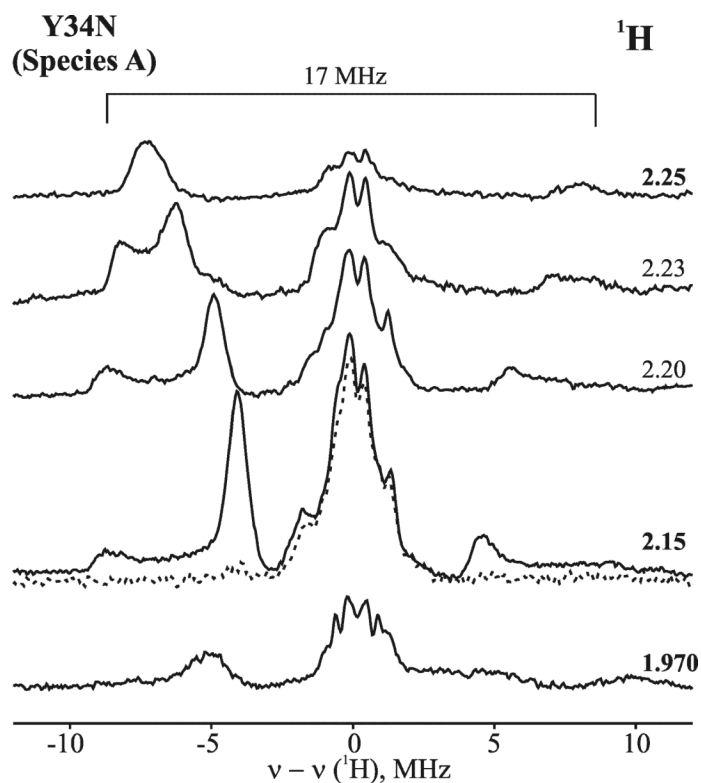 Y34N
(Species A)
¹H
17 MHz
2.25
2.23
2.20
2.15
1.970
-10 -5 0 5 10
ν – ν (¹H), MHz